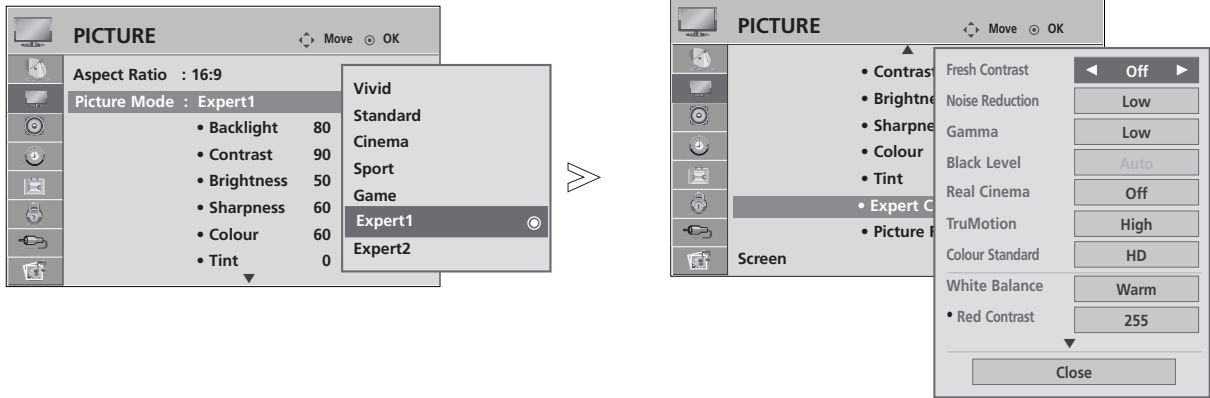 PICTURE
Move
OK
Aspect Ratio : 16:9
Picture Mode : Expert1
• Backlight 80
• Contrast 90
• Brightness 50
• Sharpness 60
• Colour 60
• Tint 0
Vivid
Standard
Cinema
Sport
Game
Expert1
Expert2
PICTURE
Move
OK
• Contrast
• Brightne
• Sharpne
• Colour
• Tint
• Expert C
• Picture
Screen
Fresh Contrast Off
Noise Reduction Low
Gamma Low
Black Level Auto
Real Cinema Off
TruMotion High
Colour Standard HD
White Balance Warm
• Red Contrast 255
Close